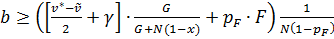 b ≥ ([(v* − ṽ)/2 + γ] · G/(G+N(1−x)) + p_F · F) 1/(N(1−p_F))